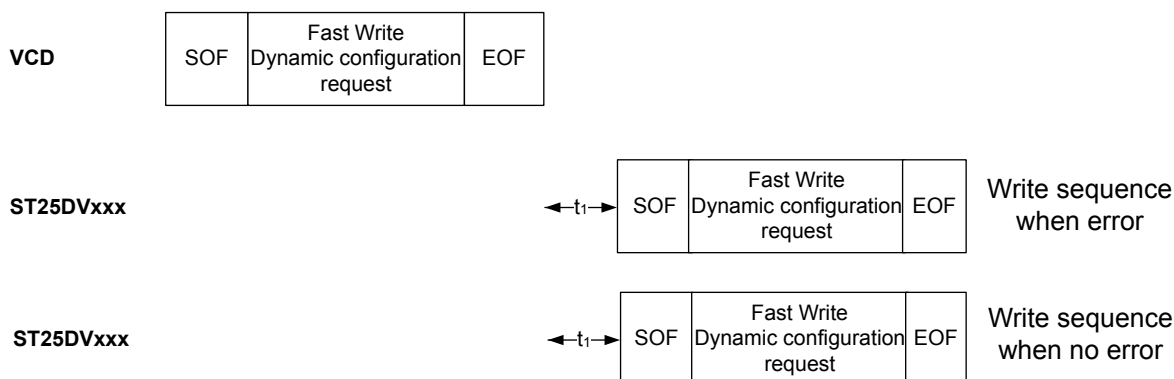 VCD
SOF
Fast Write
Dynamic configuration
request
EOF
ST25DVxxx
t1
SOF
Fast Write
Dynamic configuration
request
EOF
Write sequence
when error
ST25DVxxx
t1
SOF
Fast Write
Dynamic configuration
request
EOF
Write sequence
when no error